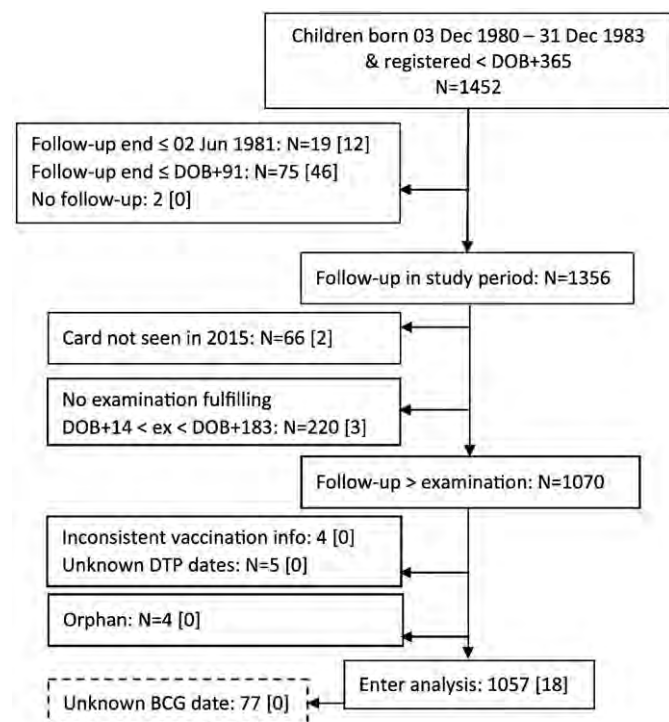 Children born 03 Dec 1980 – 31 Dec 1983
& registered < DOB+365
N=1452
Follow-up end ≤ 02 Jun 1981: N=19 [12]
Follow-up end ≤ DOB+91: N=75 [46]
No follow-up: 2 [0]
Follow-up in study period: N=1356
Card not seen in 2015: N=66 [2]
No examination fulfilling
DOB+14 < ex < DOB+183: N=220 [3]
Follow-up > examination: N=1070
Inconsistent vaccination info: 4 [0]
Unknown DTP dates: N=5 [0]
Orphan: N=4 [0]
Enter analysis: 1057 [18]
Unknown BCG date: 77 [0]